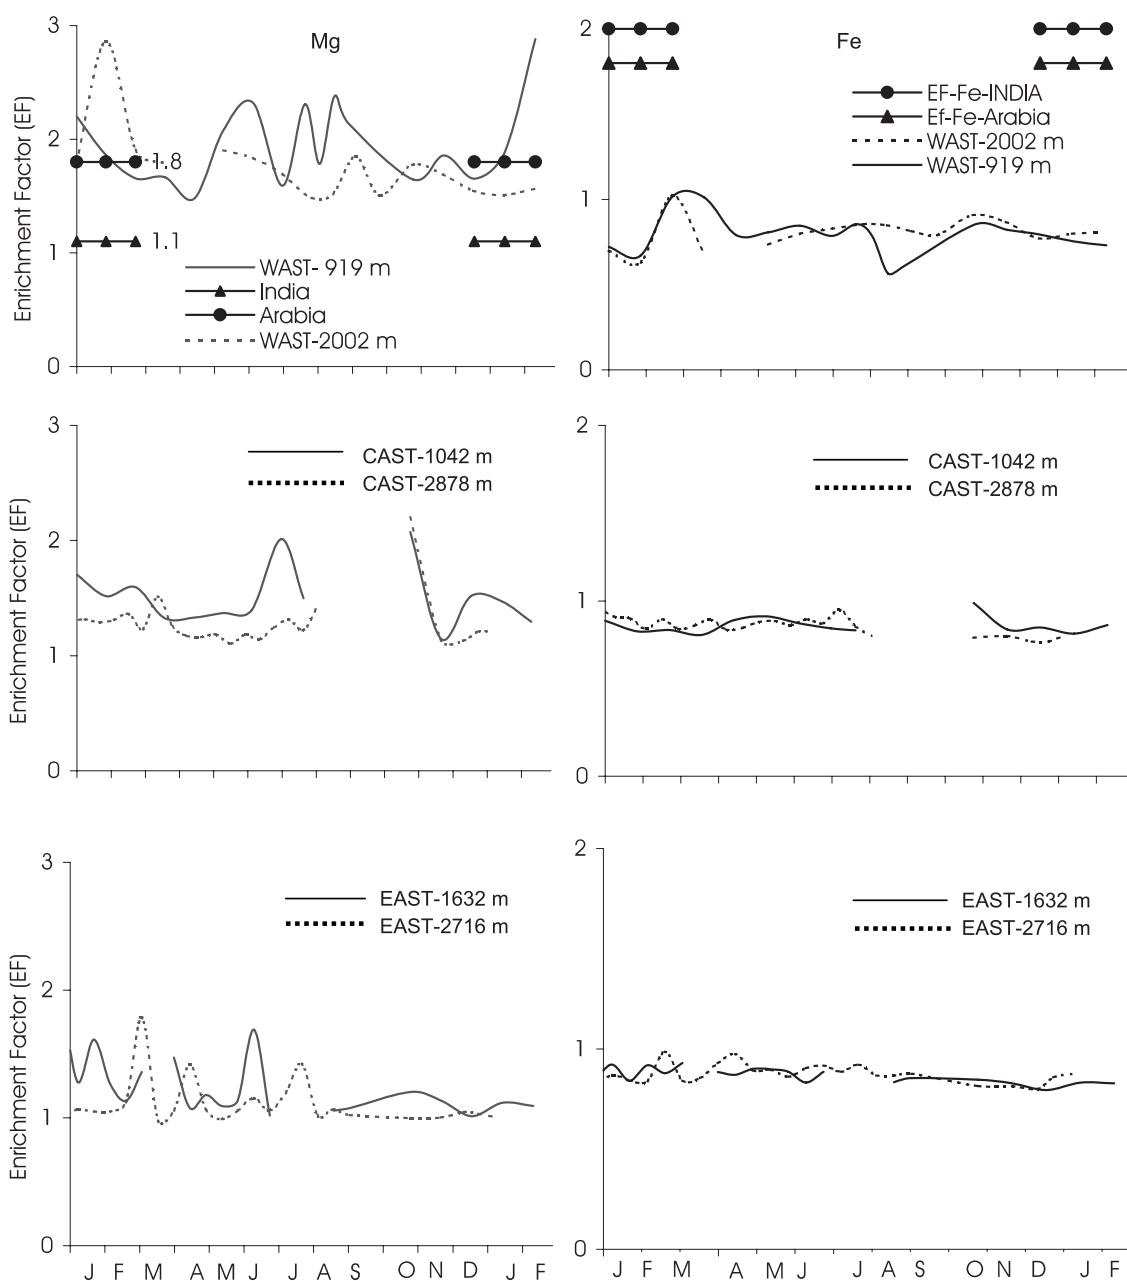 3
Mg
Enrichment Factor (EF)
2
1.8
1.1
1
WAST- 919 m
India
Arabia
WAST-2002 m
0
2
Fe
EF-Fe-INDIA
Ef-Fe-Arabia
WAST-2002 m
WAST-919 m
1
0
3
CAST-1042 m
CAST-2878 m
Enrichment Factor (EF)
2
1
0
2
CAST-1042 m
CAST-2878 m
1
0
3
EAST-1632 m
EAST-2716 m
Enrichment Factor (EF)
2
1
0
J F M A M J J A S O N D J F
2
EAST-1632 m
EAST-2716 m
1
0
J F M A M J J A S O N D J F